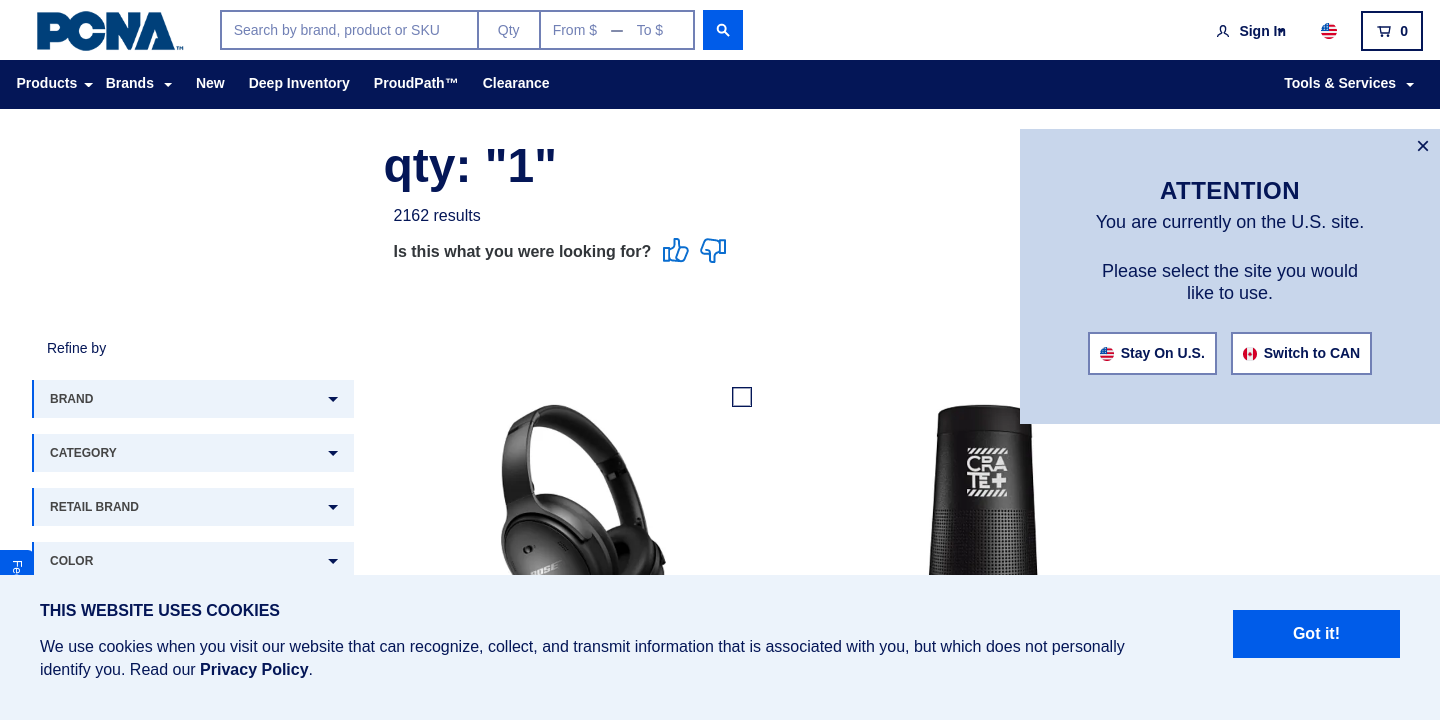 PCNA™
Search by brand, product or SKU
Qty
From $ — To $
Sign In
0
Products
Brands
New
Deep Inventory
ProudPath™
Clearance
Tools & Services
qty: "1"
2162 results
Is this what you were looking for?
×
ATTENTION
You are currently on the U.S. site.
Please select the site you would
like to use.
Stay On U.S.
Switch to CAN
Refine by
BRAND
CATEGORY
RETAIL BRAND
COLOR
BOSE
THIS WEBSITE USES COOKIES
We use cookies when you visit our website that can recognize, collect, and transmit information that is associated with you, but which does not personally
identify you. Read our Privacy Policy.
Got it!